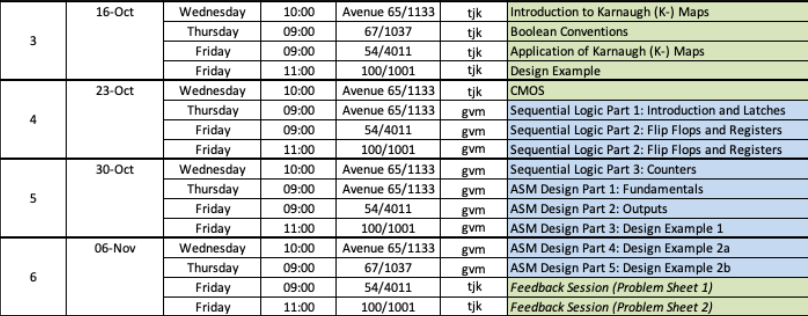 3 16-Oct Wednesday 10:00 Avenue 65/1133 tjk Introduction to Karnaugh (K-) Maps
Thursday 09:00 67/1037 tjk Boolean Conventions
Friday 09:00 54/4011 tjk Application of Karnaugh (K-) Maps
Friday 11:00 100/1001 tjk Design Example
4 23-Oct Wednesday 10:00 Avenue 65/1133 tjk CMOS
Thursday 09:00 Avenue 65/1133 gvm Sequential Logic Part 1: Introduction and Latches
Friday 09:00 54/4011 gvm Sequential Logic Part 2: Flip Flops and Registers
Friday 11:00 100/1001 gvm Sequential Logic Part 2: Flip Flops and Registers
5 30-Oct Wednesday 10:00 Avenue 65/1133 gvm Sequential Logic Part 3: Counters
Thursday 09:00 Avenue 65/1133 gvm ASM Design Part 1: Fundamentals
Friday 09:00 54/4011 gvm ASM Design Part 2: Outputs
Friday 11:00 100/1001 gvm ASM Design Part 3: Design Example 1
6 06-Nov Wednesday 10:00 Avenue 65/1133 gvm ASM Design Part 4: Design Example 2a
Thursday 09:00 67/1037 gvm ASM Design Part 5: Design Example 2b
Friday 09:00 54/4011 tjk Feedback Session (Problem Sheet 1)
Friday 11:00 100/1001 tjk Feedback Session (Problem Sheet 2)